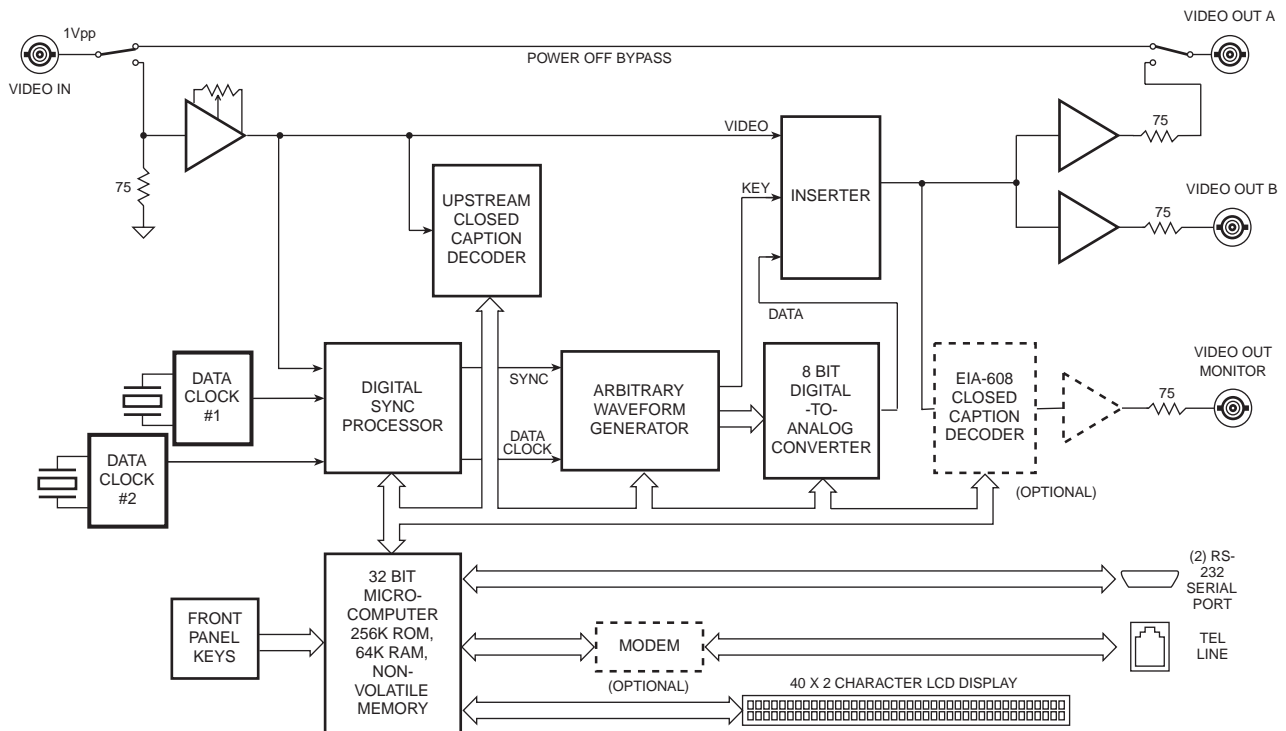 VIDEO OUT A
1Vpp
POWER OFF BYPASS
VIDEO IN
75
VIDEO
75
KEY
INSERTER
UPSTREAM
CLOSED
CAPTION
DECODER
VIDEO OUT B
75
DATA
DATA
CLOCK
#1
DIGITAL
SYNC
PROCESSOR
SYNC
DATA
CLOCK
ARBITRARY
WAVEFORM
GENERATOR
8 BIT
DIGITAL
-TO-
ANALOG
CONVERTER
EIA-608
CLOSED
CAPTION
DECODER
(OPTIONAL)
VIDEO OUT
MONITOR
75
DATA
CLOCK
#2
32 BIT
MICRO-
COMPUTER
256K ROM,
64K RAM,
NON-
VOLATILE
MEMORY
FRONT
PANEL
KEYS
(2) RS-
232
SERIAL
PORT
MODEM
(OPTIONAL)
TEL
LINE
40 X 2 CHARACTER LCD DISPLAY